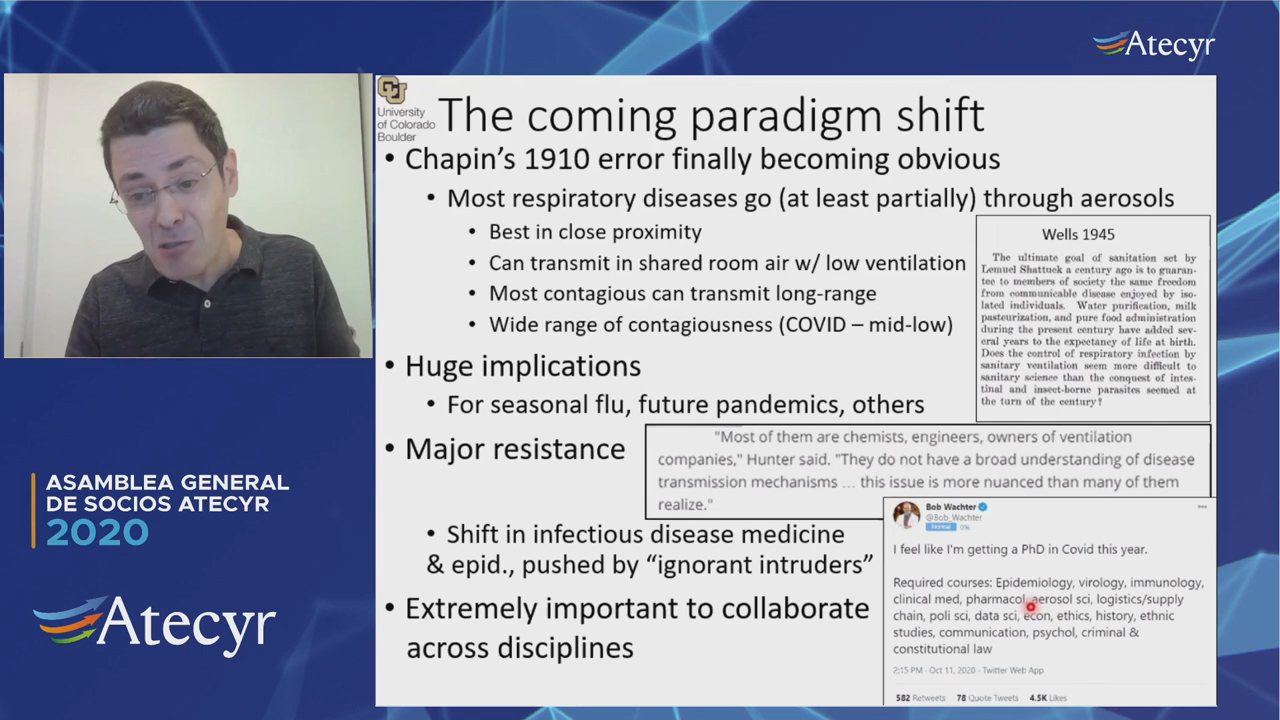 Atecyr
University
of Colorado
Boulder
The coming paradigm shift
• Chapin's 1910 error finally becoming obvious
• Most respiratory diseases go (at least partially) through aerosols
• Best in close proximity
• Can transmit in shared room air w/ low ventilation
• Most contagious can transmit long-range
• Wide range of contagiousness (COVID – mid-low)
Wells 1945
The ultimate goal of sanitation set by
Lemuel Shattuck a century ago is to guaran-
tee to members of society the same freedom
from communicable disease enjoyed by iso-
lated individuals. Water purification, milk
pasteurization, and pure food administration
during the present century have added sev-
eral years to the expectancy of life at birth.
Does the control of respiratory infection by
sanitary ventilation seem more difficult to
sanitary science than the conquest of intes-
tinal and insect-borne parasites seemed at
the turn of the century?
• Huge implications
• For seasonal flu, future pandemics, others
• Major resistance
"Most of them are chemists, engineers, owners of ventilation
companies," Hunter said. "They do not have a broad understanding of disease
transmission mechanisms ... this issue is more nuanced than many of them
realize."
• Shift in infectious disease medicine
& epid., pushed by "ignorant intruders"
• Extremely important to collaborate
across disciplines
Bob Wachter
@Bob_Wachter
Normal 0%
I feel like I'm getting a PhD in Covid this year.
Required courses: Epidemiology, virology, immunology,
clinical med, pharmacol, aerosol sci, logistics/supply
chain, poli sci, data sci, econ, ethics, history, ethnic
studies, communication, psychol, criminal &
constitutional law
2:15 PM · Oct 11, 2020 · Twitter Web App
582 Retweets 78 Quote Tweets 4.5K Likes
ASAMBLEA GENERAL
DE SOCIOS ATECYR
2020
Atecyr